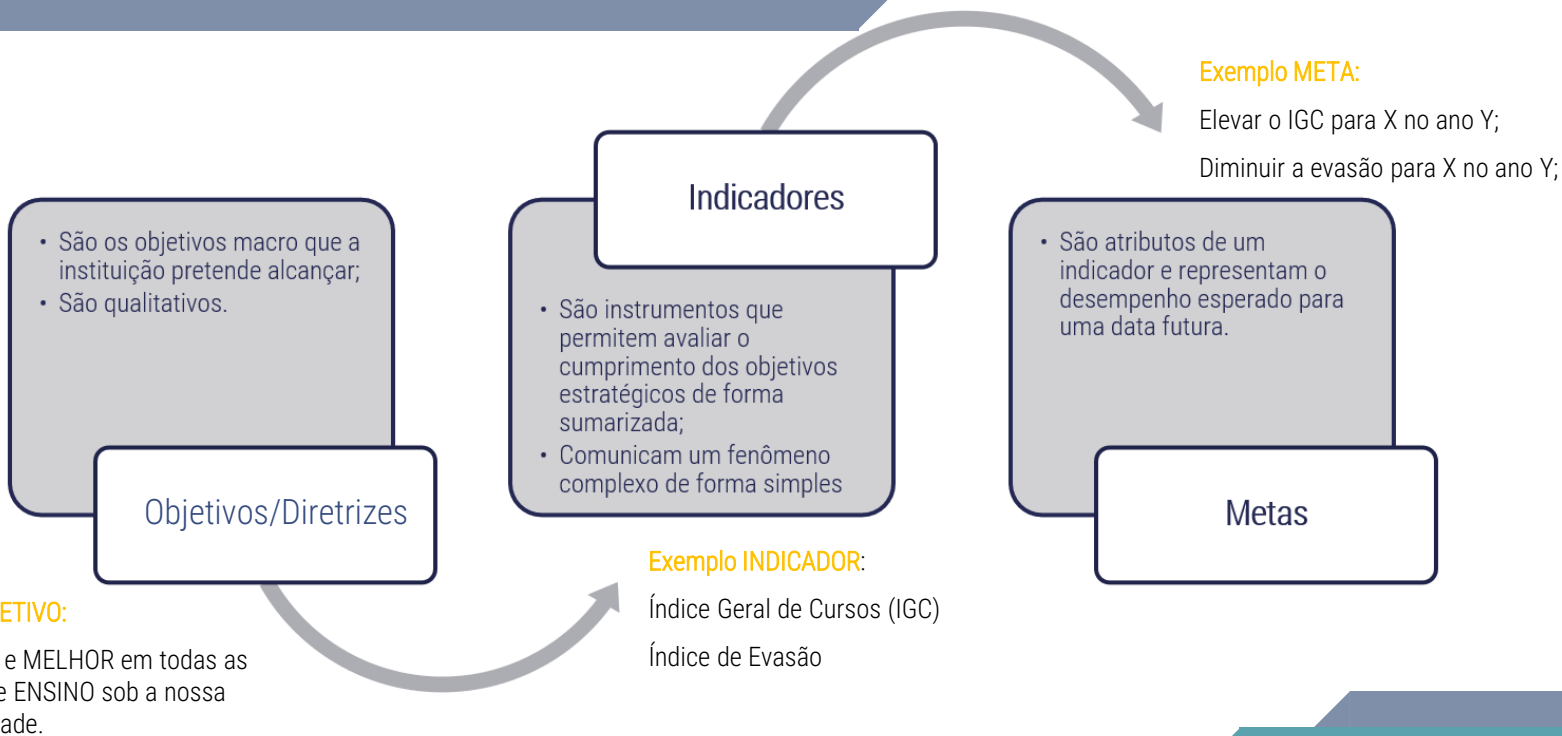 • São os objetivos macro que a
instituição pretende alcançar;
• São qualitativos.
Objetivos/Diretrizes
ETIVO:
e MELHOR em todas as
e ENSINO sob a nossa
ade.
Indicadores
• São instrumentos que
permitem avaliar o
cumprimento dos objetivos
estratégicos de forma
sumarizada;
• Comunicam um fenômeno
complexo de forma simples
Exemplo INDICADOR:
Índice Geral de Cursos (IGC)
Índice de Evasão
Exemplo META:
Elevar o IGC para X no ano Y;
Diminuir a evasão para X no ano Y;
• São atributos de um
indicador e representam o
desempenho esperado para
uma data futura.
Metas